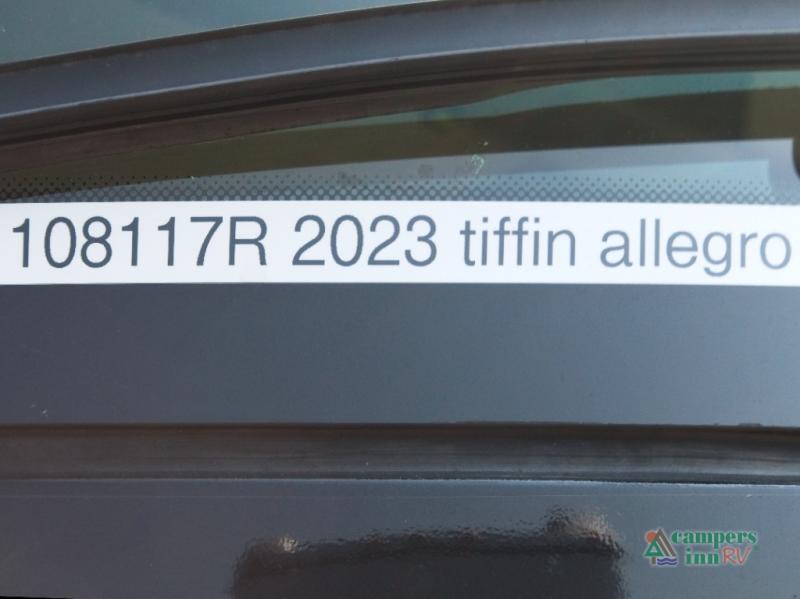 108117R 2023 tiffin allegro
campers
inn RV